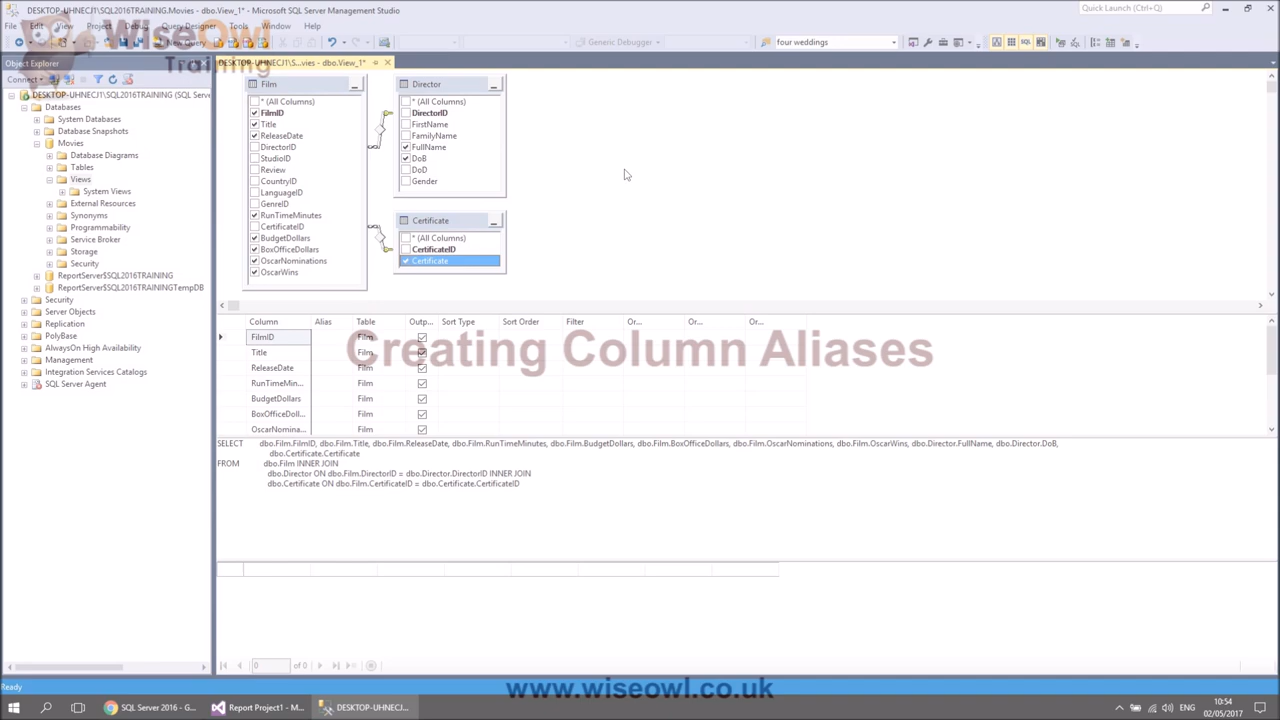 DESKTOP-UHNECJ1\SQL2016TRAINING.Movies - dbo.View_1* - Microsoft SQL Server Management Studio
Quick Launch (Ctrl+Q)
File Edit View Project Debug Query Designer Tools Window Help
WiseOwl
Training
New Query
Generic Debugger
four weddings
Object Explorer
DESKTOP-UHNECJ1\S...vies - dbo.View_1*
Connect
DESKTOP-UHNECJ1\SQL2016TRAINING (SQL Serve
Databases
System Databases
Database Snapshots
Movies
Database Diagrams
Tables
Views
System Views
External Resources
Synonyms
Programmability
Service Broker
Storage
Security
ReportServer$SQL2016TRAINING
ReportServer$SQL2016TRAININGTempDB
Security
Server Objects
Replication
PolyBase
AlwaysOn High Availability
Management
Integration Services Catalogs
SQL Server Agent
Film
* (All Columns)
FilmID
Title
ReleaseDate
DirectorID
StudioID
Review
CountryID
LanguageID
GenreID
RunTimeMinutes
CertificateID
BudgetDollars
BoxOfficeDollars
OscarNominations
OscarWins
Director
* (All Columns)
DirectorID
FirstName
FamilyName
FullName
DoB
DoD
Gender
Certificate
* (All Columns)
CertificateID
Certificate
Column Alias Table Outp... Sort Type Sort Order Filter Or... Or... Or...
FilmID Film
Title Film
ReleaseDate Film
RunTimeMin... Film
BudgetDollars Film
BoxOfficeDoll... Film
OscarNomina... Film
Creating Column Aliases
SELECT dbo.Film.FilmID, dbo.Film.Title, dbo.Film.ReleaseDate, dbo.Film.RunTimeMinutes, dbo.Film.BudgetDollars, dbo.Film.BoxOfficeDollars, dbo.Film.OscarNominations, dbo.Film.OscarWins, dbo.Director.FullName, dbo.Director.DoB,
dbo.Certificate.Certificate
FROM dbo.Film INNER JOIN
dbo.Director ON dbo.Film.DirectorID = dbo.Director.DirectorID INNER JOIN
dbo.Certificate ON dbo.Film.CertificateID = dbo.Certificate.CertificateID
0 of 0
Ready
www.wiseowl.co.uk
SQL Server 2016 - G...
Report Project1 - M...
DESKTOP-UHNECJ...
ENG
10:54
02/05/2017